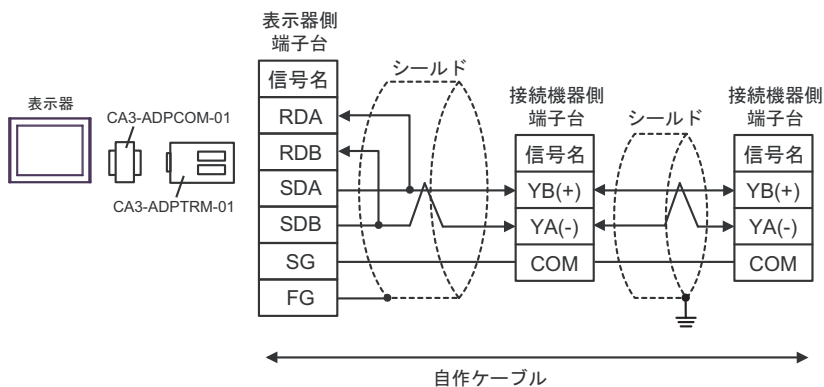 表示器側
端子台
信号名
RDA
RDB
SDA
SDB
SG
FG
表示器
CA3-ADPCOM-01
CA3-ADPTRM-01
シールド
接続機器側
端子台
信号名
YB(+)
YA(-)
COM
シールド
接続機器側
端子台
信号名
YB(+)
YA(-)
COM
自作ケーブル